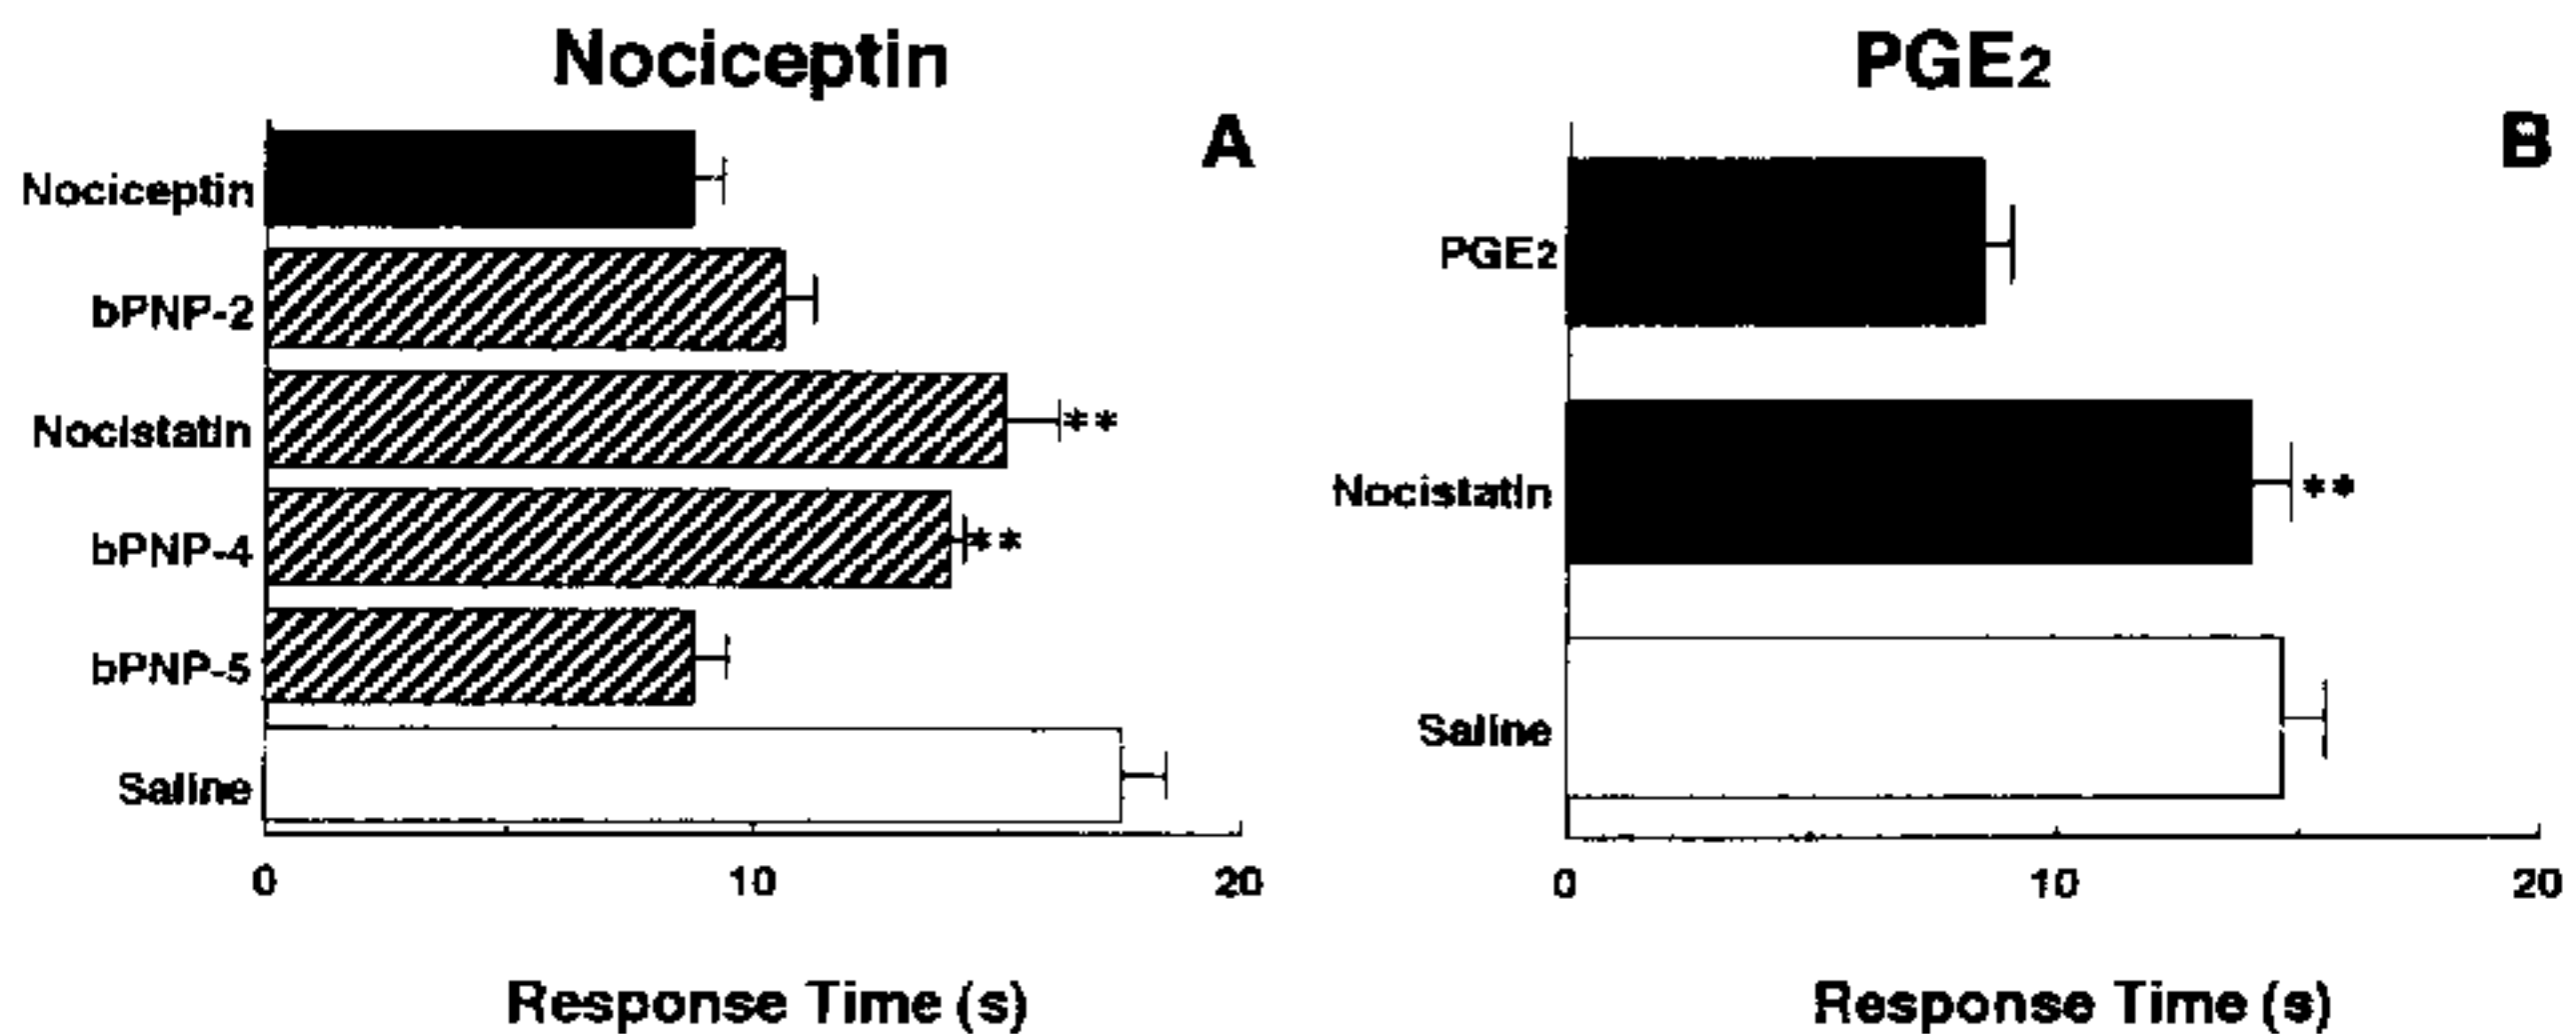 Nociceptin
A
Nociceptin
bPNP-2
Nocistatin
**
bPNP-4
**
bPNP-5
Saline
0 10 20
Response Time (s)
PGE2
B
PGE2
Nocistatin
**
Saline
0 10 20
Response Time (s)